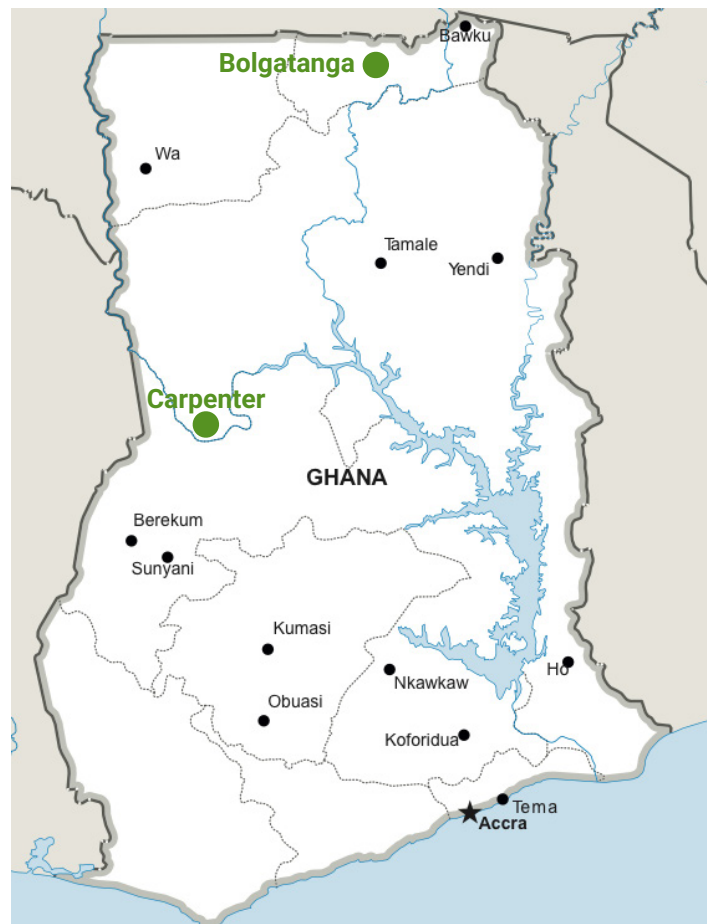 Bawku
Bolgatanga
Wa
Tamale
Yendi
Carpenter
GHANA
Berekum
Sunyani
Kumasi
Nkawkaw
Ho
Obuasi
Koforidua
Tema
Accra